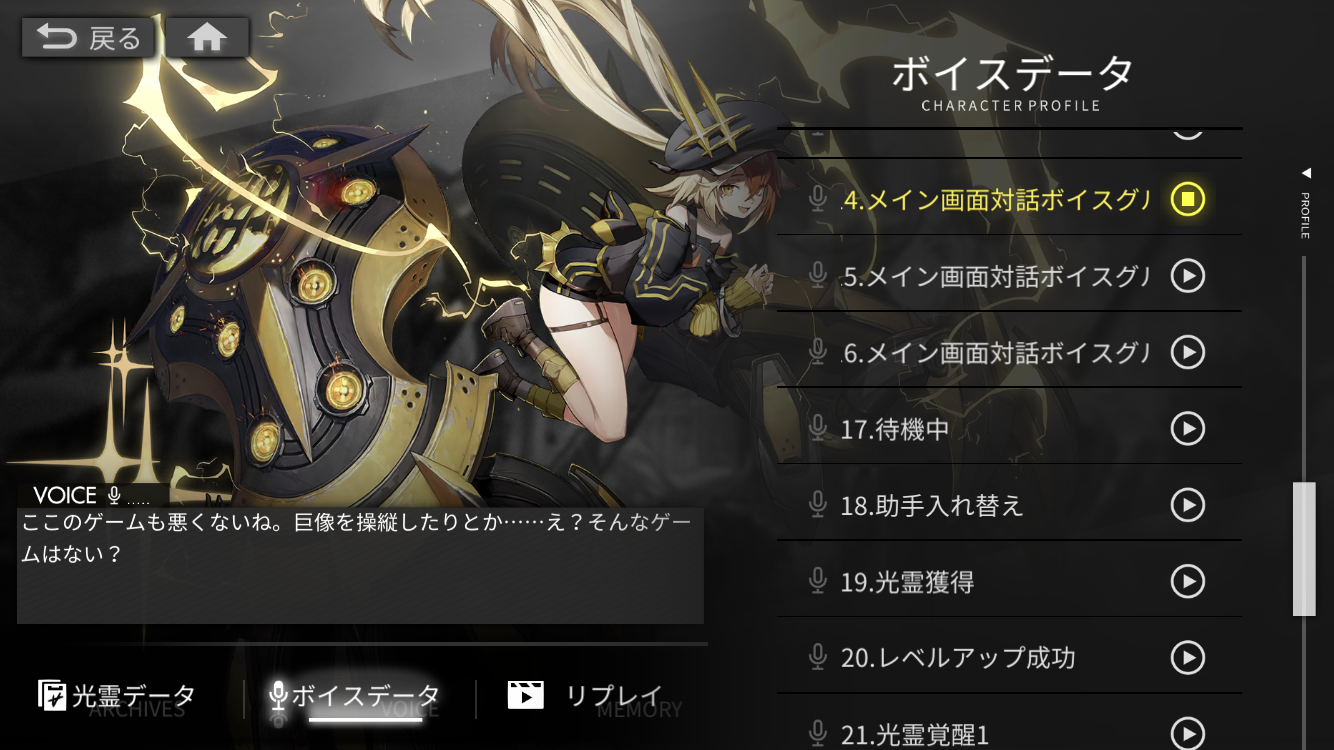 戻る
ボイスデータ
CHARACTER PROFILE
.4.メイン画面対話ボイスグル
.5.メイン画面対話ボイスグル
.6.メイン画面対話ボイスグル
17.待機中
18.助手入れ替え
19.光霊獲得
20.レベルアップ成功
21.光霊覚醒1
PROFILE
VOICE .....
ここのゲームも悪くないね。巨像を操縦したりとか……え？そんなゲー
ムはない？
光霊データ
ARCHIVES
ボイスデータ
VOICE
リプレイ
MEMORY